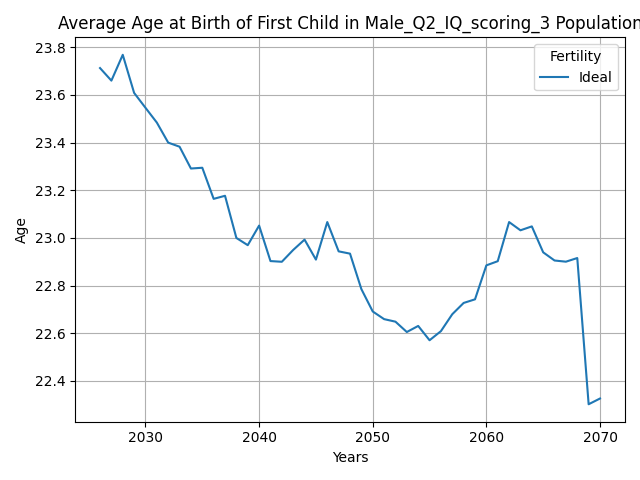 Average Age at Birth of First Child in Male_Q2_IQ_scoring_3 Population
23.8
23.6
23.4
23.2
23.0
22.8
22.6
22.4
Age
Fertility
Ideal
2030 2040 2050 2060 2070
Years